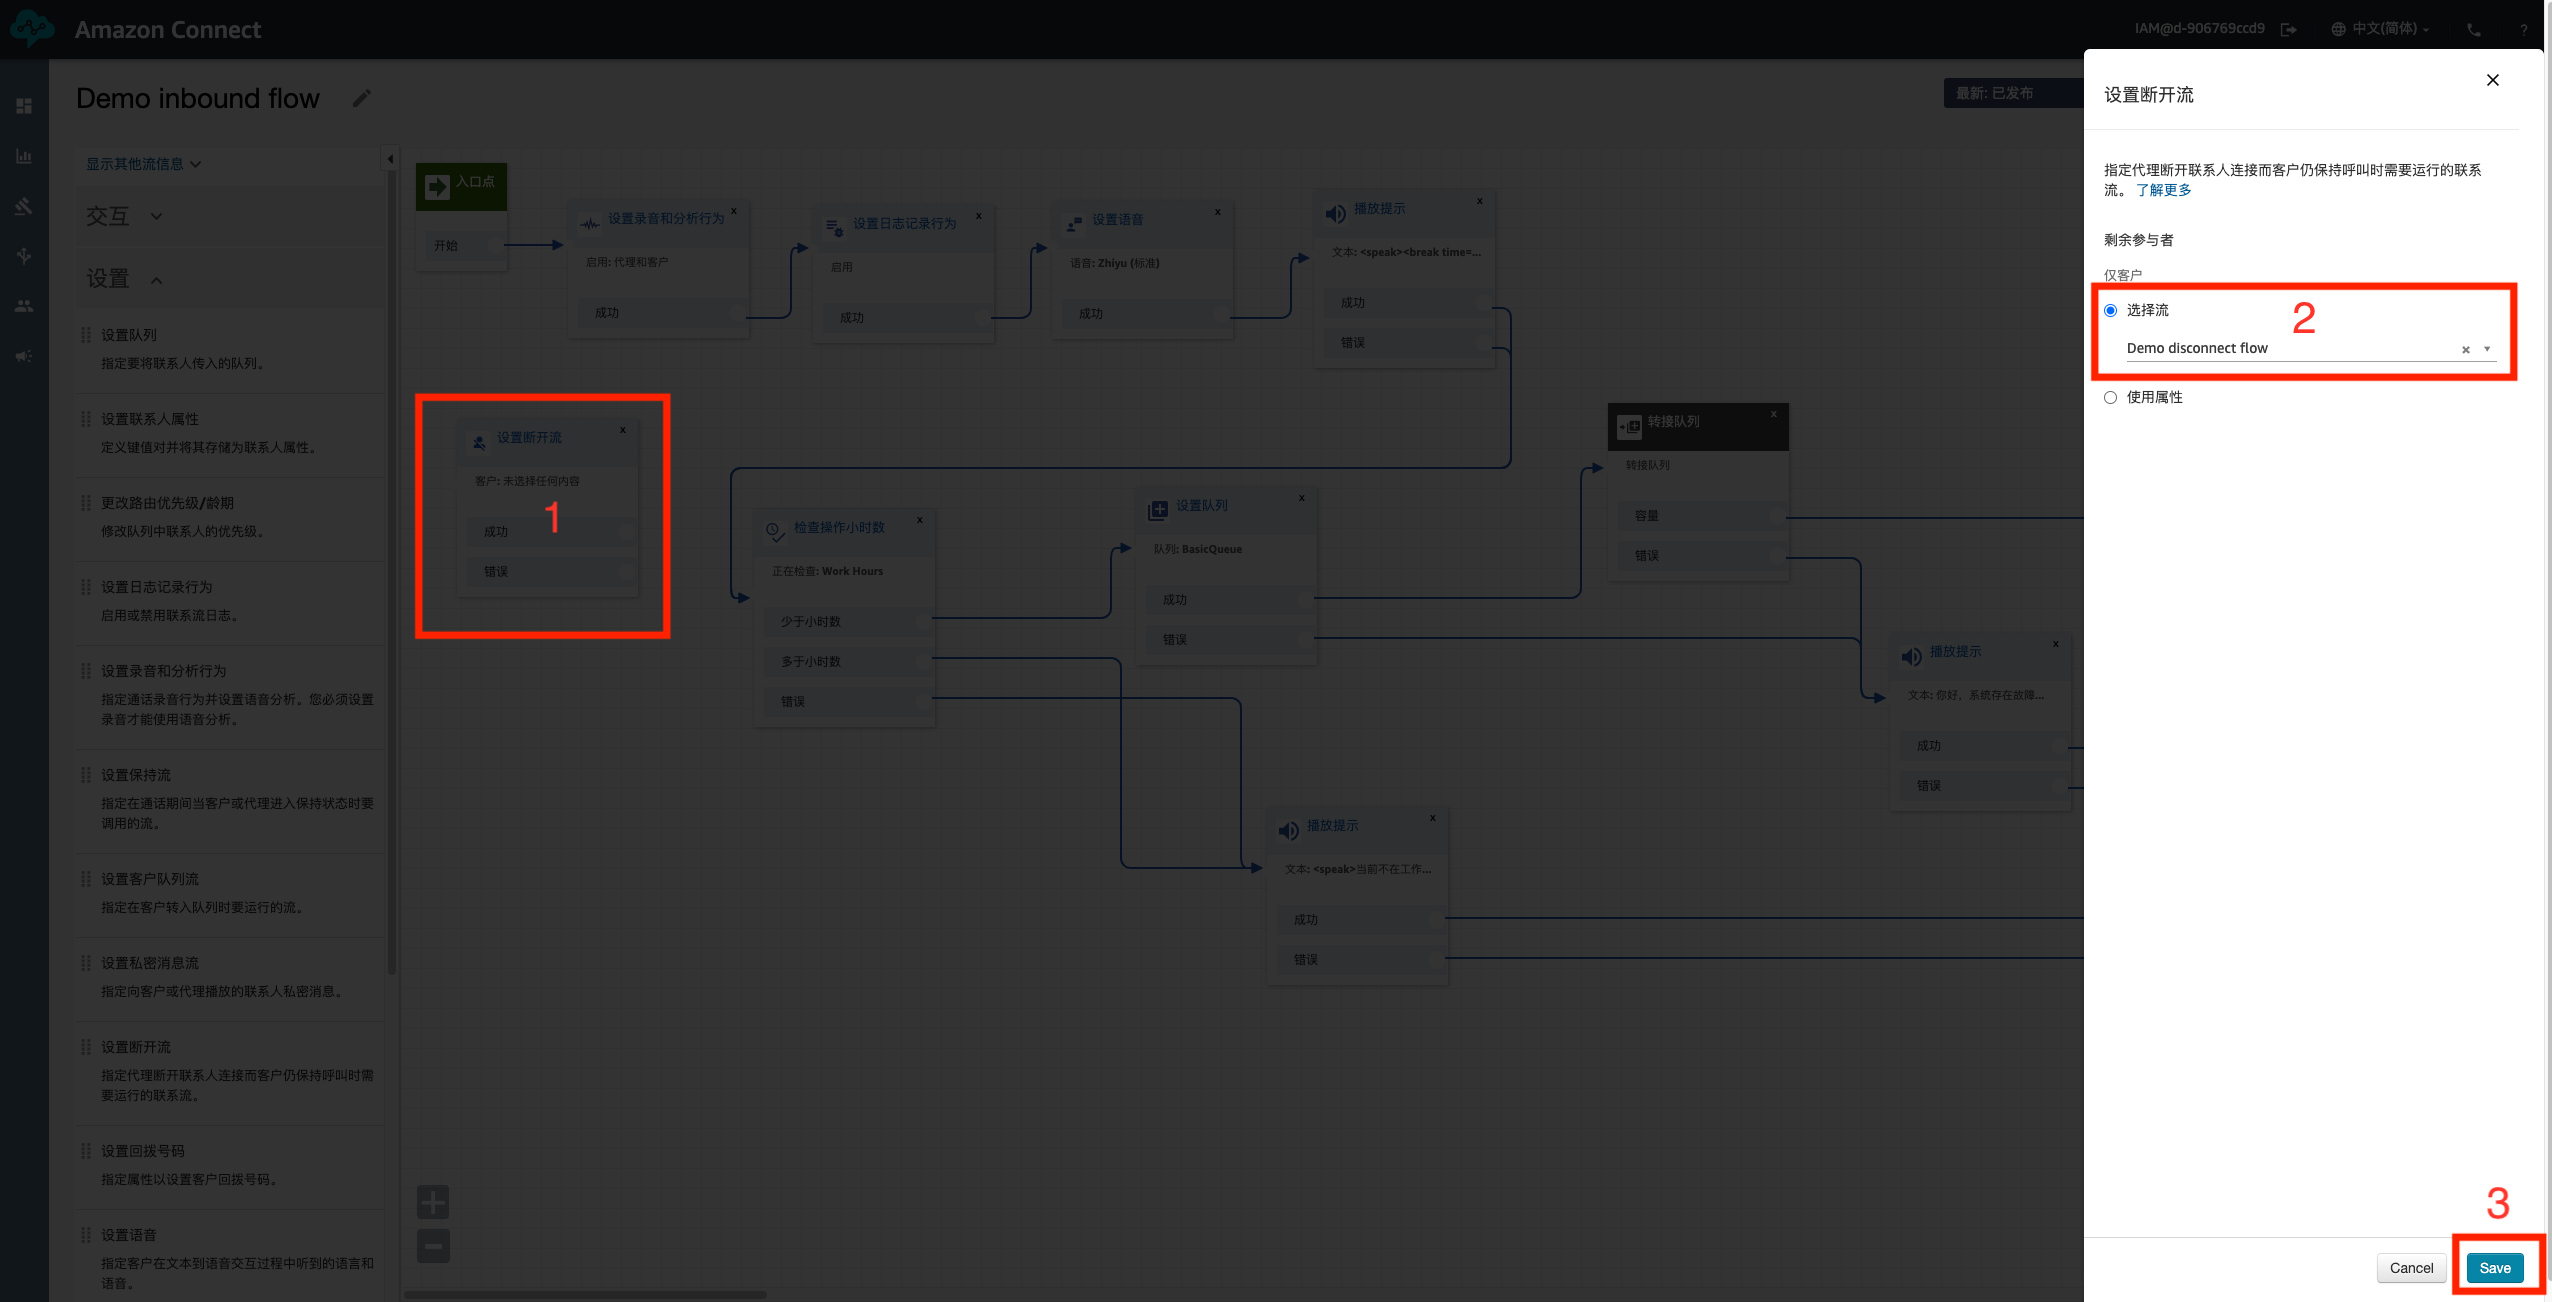 Amazon Connect
IAM@d-906769ccd9
中文(简体)
?
Demo inbound flow
最新: 已发布
显示其他流信息
交互
设置
设置队列
指定要将联系人传入的队列。
设置联系人属性
定义键值对并将其存储为联系人属性。
更改路由优先级/龄期
修改队列中联系人的优先级。
设置日志记录行为
启用或禁用联系流日志。
设置录音和分析行为
指定通话录音行为并设置语音分析。您必须设置
录音才能使用语音分析。
设置保持流
指定在通话期间当客户或代理进入保持状态时要
调用的流。
设置客户队列流
指定在客户转入队列时要运行的流。
设置私密消息流
指定向客户或代理播放的联系人私密消息。
设置断开流
指定代理断开联系人连接而客户仍保持呼叫时需
要运行的联系流。
设置回拨号码
指定属性以设置客户回拨号码。
设置语音
指定客户在文本到语音交互过程中听到的语言和
语音。
入口点
开始
设置录音和分析行为
x
启用: 代理和客户
成功
设置日志记录行为
x
启用
成功
设置语音
x
语音: Zhiyu (标准)
成功
播放提示
x
文本: <speak><break time=...
成功
错误
设置断开流
x
客户: 未选择任何内容
成功
错误
1
检查操作小时数
x
正在检查: Work Hours
少于小时数
多于小时数
错误
设置队列
x
队列: BasicQueue
成功
错误
转接队列
x
转接队列
容量
错误
播放提示
x
文本: 你好，系统存在故障...
成功
错误
播放提示
x
文本: <speak>当前不在工作...
成功
错误
设置断开流
指定代理断开联系人连接而客户仍保持呼叫时需要运行的联系
流。 了解更多
剩余参与者
仅客户
选择流
2
Demo disconnect flow
使用属性
3
Cancel
Save